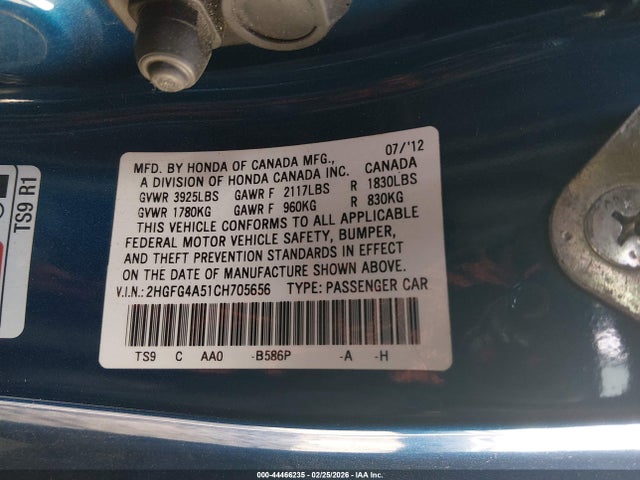 07/'12
MFD. BY HONDA OF CANADA MFG., CANADA
A DIVISION OF HONDA CANADA INC.
GVWR 3925LBS GAWR F 2117LBS R 1830LBS
GVWR 1780KG GAWR F 960KG R 830KG
THIS VEHICLE CONFORMS TO ALL APPLICABLE
FEDERAL MOTOR VEHICLE SAFETY, BUMPER,
AND THEFT PREVENTION STANDARDS IN EFFECT
ON THE DATE OF MANUFACTURE SHOWN ABOVE.
V.I.N.: 2HGFG4A51CH705656 TYPE: PASSENGER CAR
TS9 C AA0 -B586P -A -H
TS9 R1
000-44466235 - 02/25/2026 - IAA Inc.